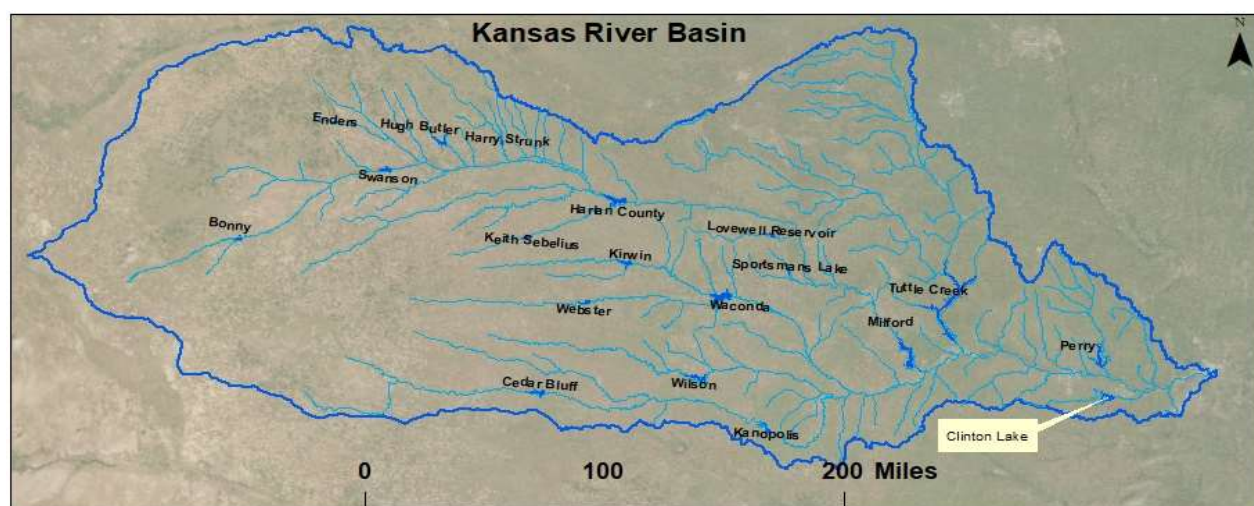 Kansas River Basin
N
Enders
Hugh Butler
Harry Strunk
Swanson
Bonny
Harlan County
Lovewell Reservoir
Keith Sebelius
Kirwin
Sportsmans Lake
Tuttle Creek
Webster
Waconda
Milford
Perry
Cedar Bluff
Wilson
Kanopolis
Clinton Lake
0 100 200 Miles